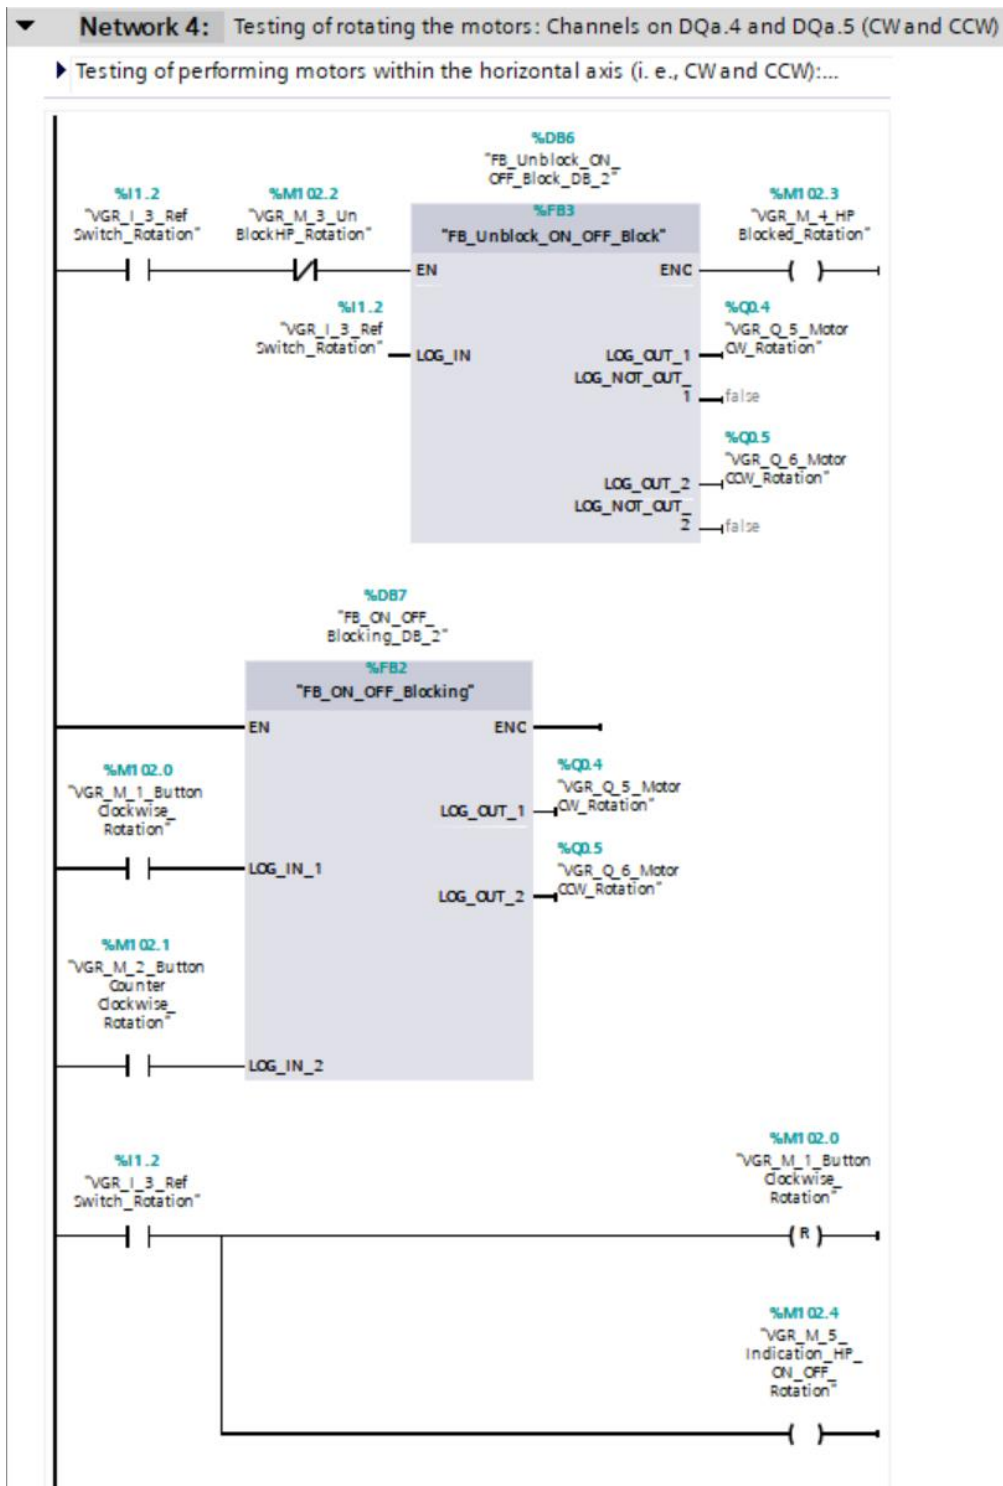 Network 4: Testing of rotating the motors: Channels on DQa.4 and DQa.5 (CW and CCW)
Testing of performing motors within the horizontal axis (i. e., CW and CCW):...
%DB6
"FB_Unblock_ON_
OFF_Block_DB_2"
%I1.2
"VGR_I_3_Ref
Switch_Rotation"
%M102.2
"VGR_M_3_Un
BlockHP_Rotation"
%FB3
"FB_Unblock_ON_OFF_Block"
%M102.3
"VGR_M_4_HP
Blocked_Rotation"
EN
ENO
( )
%I1.2
"VGR_I_3_Ref
Switch_Rotation"
LOG_IN
LOG_OUT_1
%Q0.4
"VGR_Q_5_Motor
CW_Rotation"
LOG_NOT_OUT_
1
false
LOG_OUT_2
%Q0.5
"VGR_Q_6_Motor
CCW_Rotation"
LOG_NOT_OUT_
2
false
%DB7
"FB_ON_OFF_
Blocking_DB_2"
%FB2
"FB_ON_OFF_Blocking"
EN
ENO
%M102.0
"VGR_M_1_Button
Clockwise_
Rotation"
LOG_IN_1
LOG_OUT_1
%Q0.4
"VGR_Q_5_Motor
CW_Rotation"
LOG_OUT_2
%Q0.5
"VGR_Q_6_Motor
CCW_Rotation"
%M102.1
"VGR_M_2_Button
Counter
Clockwise_
Rotation"
LOG_IN_2
%I1.2
"VGR_I_3_Ref
Switch_Rotation"
%M102.0
"VGR_M_1_Button
Clockwise_
Rotation"
( R )
%M102.4
"VGR_M_5_
Indication_HP_
ON_OFF_
Rotation"
( )